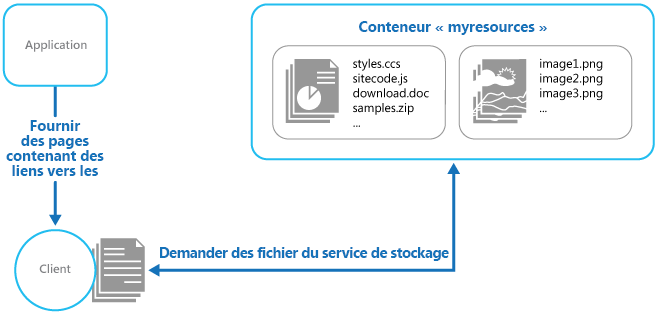 Application
Fournir
des pages
contenant des
liens vers les
Client
Conteneur « myresources »
styles.ccs
sitecode.js
download.doc
samples.zip
...
image1.png
image2.png
image3.png
...
Demander des fichier du service de stockage